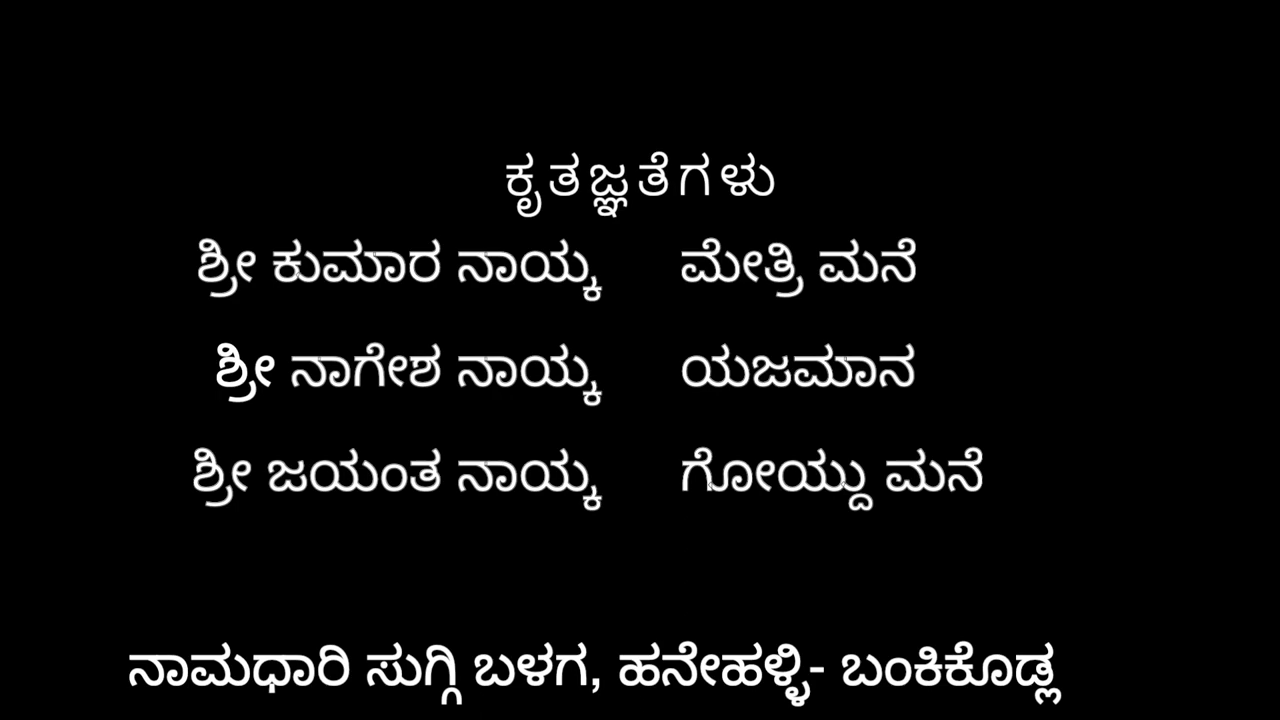 ಕೃತಜ್ಞತೆಗಳು
ಶ್ರೀ ಕುಮಾರ ನಾಯ್ಕ ಮೇತ್ರಿ ಮನೆ
ಶ್ರೀ ನಾಗೇಶ ನಾಯ್ಕ ಯಜಮಾನ
ಶ್ರೀ ಜಯಂತ ನಾಯ್ಕ ಗೋಯ್ದು ಮನೆ
ನಾಮಧಾರಿ ಸುಗ್ಗಿ ಬಳಗ, ಹನೇಹಳ್ಳಿ- ಬಂಕಿಕೊಡ್ಲ